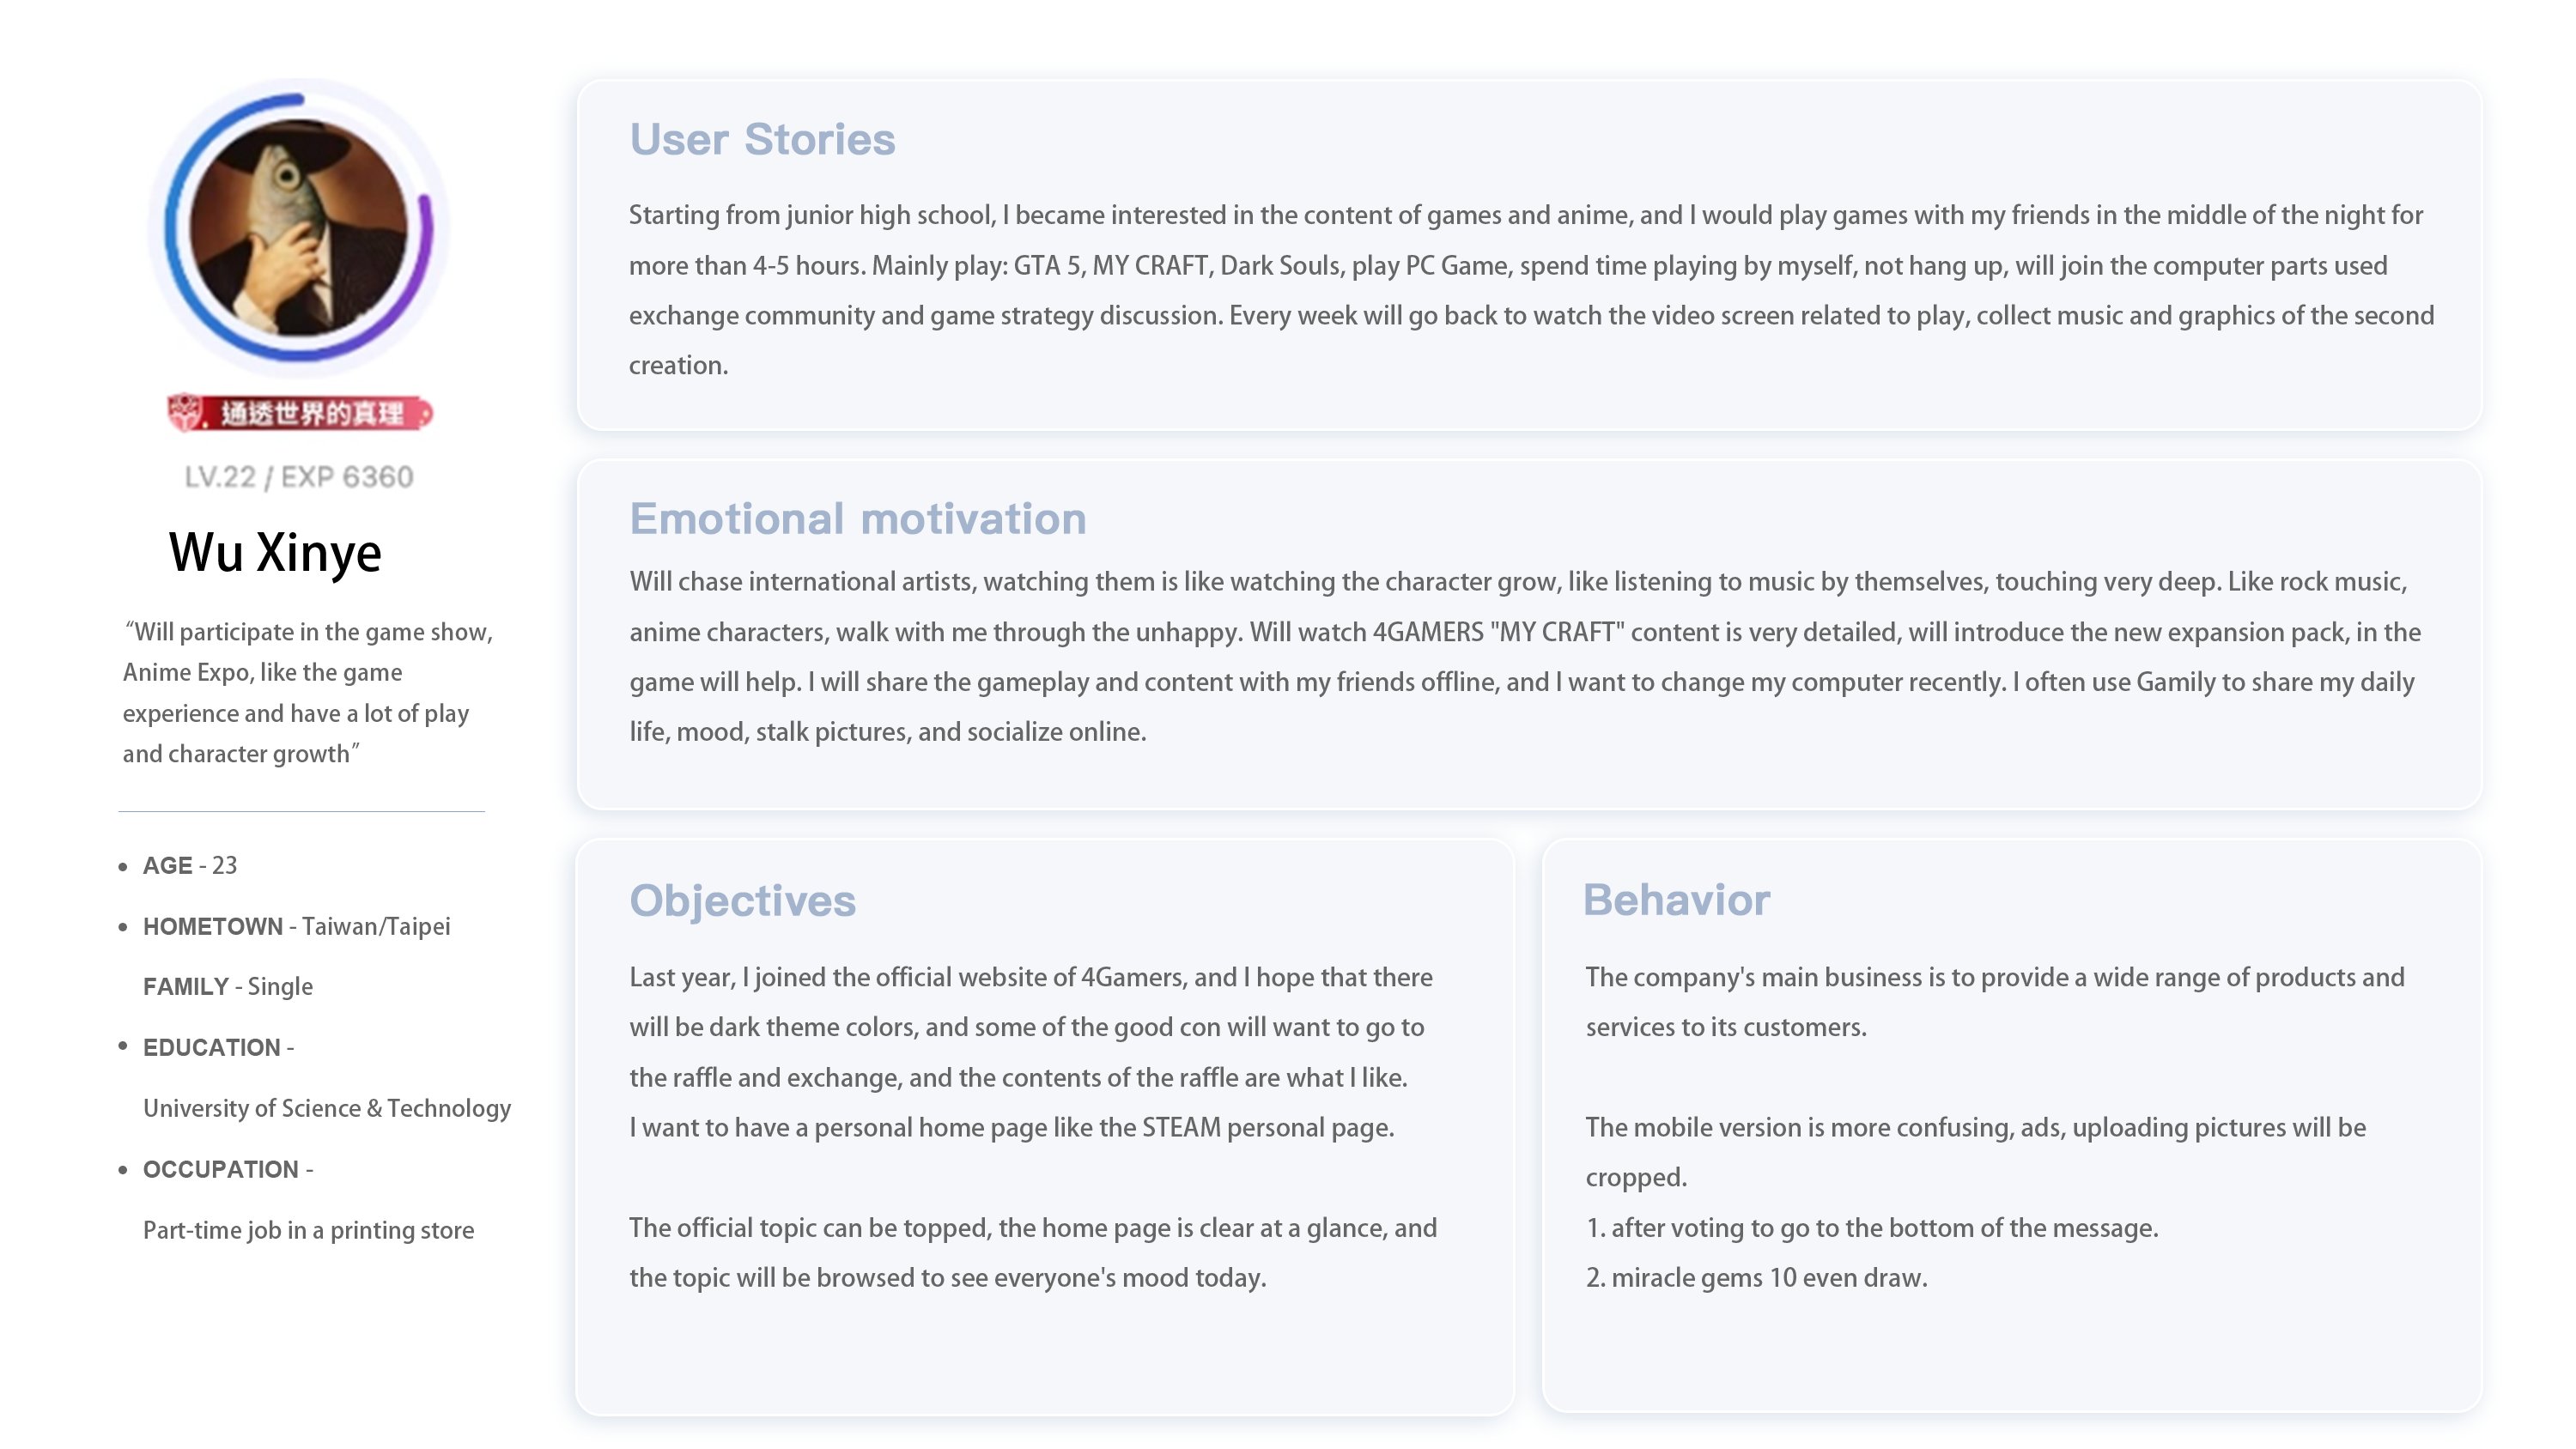 通透世界的真理
LV.22 / EXP 6360
Wu Xinye
“Will participate in the game show,
Anime Expo, like the game
experience and have a lot of play
and character growth”
• AGE - 23
• HOMETOWN - Taiwan/Taipei
FAMILY - Single
• EDUCATION -
University of Science & Technology
• OCCUPATION -
Part-time job in a printing store
User Stories
Starting from junior high school, I became interested in the content of games and anime, and I would play games with my friends in the middle of the night for
more than 4-5 hours. Mainly play: GTA 5, MY CRAFT, Dark Souls, play PC Game, spend time playing by myself, not hang up, will join the computer parts used
exchange community and game strategy discussion. Every week will go back to watch the video screen related to play, collect music and graphics of the second
creation.
Emotional motivation
Will chase international artists, watching them is like watching the character grow, like listening to music by themselves, touching very deep. Like rock music,
anime characters, walk with me through the unhappy. Will watch 4GAMERS "MY CRAFT" content is very detailed, will introduce the new expansion pack, in the
game will help. I will share the gameplay and content with my friends offline, and I want to change my computer recently. I often use Gamily to share my daily
life, mood, stalk pictures, and socialize online.
Objectives
Last year, I joined the official website of 4Gamers, and I hope that there
will be dark theme colors, and some of the good con will want to go to
the raffle and exchange, and the contents of the raffle are what I like.
I want to have a personal home page like the STEAM personal page.
The official topic can be topped, the home page is clear at a glance, and
the topic will be browsed to see everyone's mood today.
Behavior
The company's main business is to provide a wide range of products and
services to its customers.
The mobile version is more confusing, ads, uploading pictures will be
cropped.
1. after voting to go to the bottom of the message.
2. miracle gems 10 even draw.